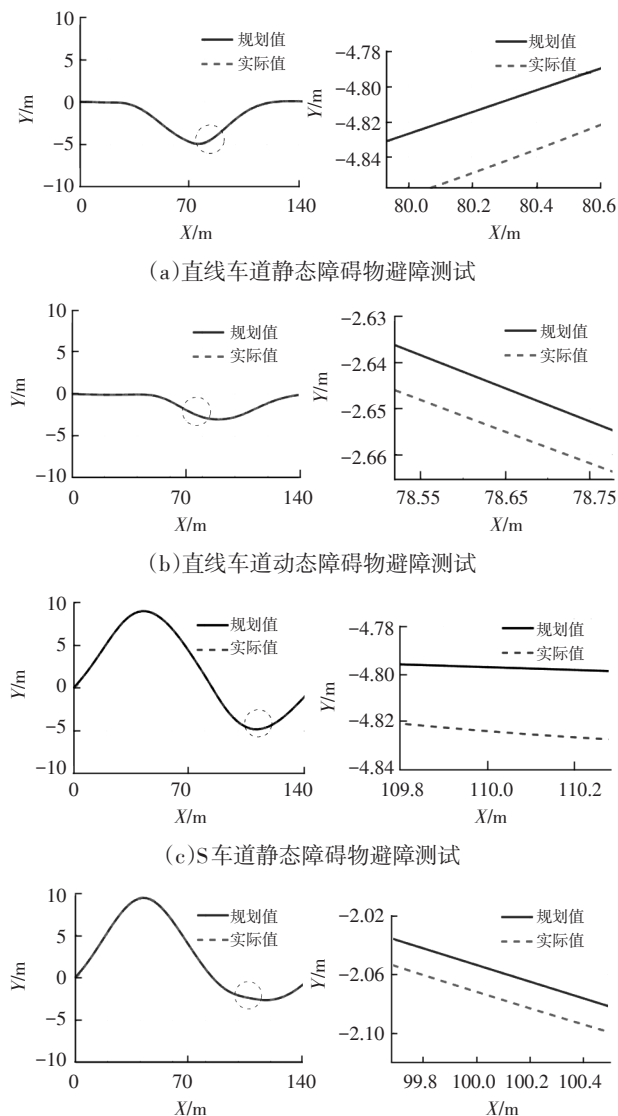 10
5
0
−5
−10
Y/m
规划值
实际值
0
70
140
X/m
−4.78
−4.80
−4.82
−4.84
Y/m
规划值
实际值
80.0
80.2
80.4
80.6
X/m
(a)直线车道静态障碍物避障测试
10
5
0
−5
−10
Y/m
规划值
实际值
0
70
140
X/m
−2.63
−2.64
−2.65
−2.66
Y/m
规划值
实际值
78.55
78.65
78.75
X/m
(b)直线车道动态障碍物避障测试
10
5
0
−5
−10
Y/m
规划值
实际值
0
70
140
X/m
−4.78
−4.80
−4.82
−4.84
Y/m
规划值
实际值
109.8
110.0
110.2
X/m
(c)S车道静态障碍物避障测试
10
5
0
−5
−10
Y/m
规划值
实际值
0
70
140
X/m
−2.02
−2.06
−2.10
Y/m
规划值
实际值
99.8
100.0
100.2
100.4
X/m